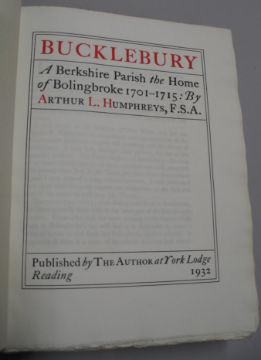 BUCKLEBURY
A Berkshire Parish the Home
of Bolingbroke 1701–1715: By
ARTHUR L. HUMPHREYS, F.S.A.
Published by THE AUTHOR at York Lodge
Reading 1932